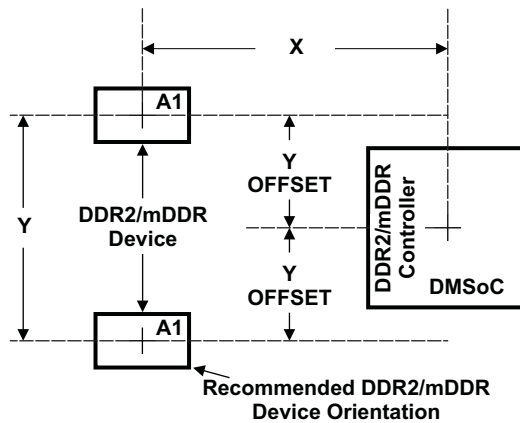 X
A1
Y
OFFSET
Y
DDR2/mDDR
Device
DDR2/mDDR
Controller
DMSoC
Y
OFFSET
A1
Recommended DDR2/mDDR
Device Orientation